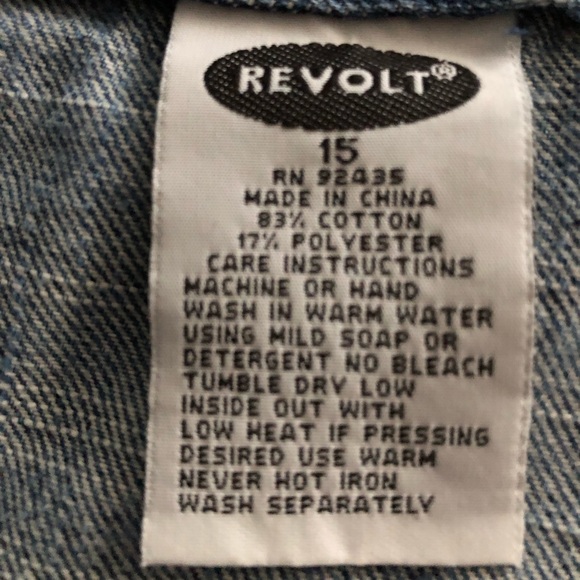 REVOLT®
15
RN 92435
MADE IN CHINA
83% COTTON
17% POLYESTER
CARE INSTRUCTIONS
MACHINE OR HAND
WASH IN WARM WATER
USING MILD SOAP OR
DETERGENT NO BLEACH
TUMBLE DRY LOW
INSIDE OUT WITH
LOW HEAT IF PRESSING
DESIRED USE WARM
NEVER HOT IRON
WASH SEPARATELY